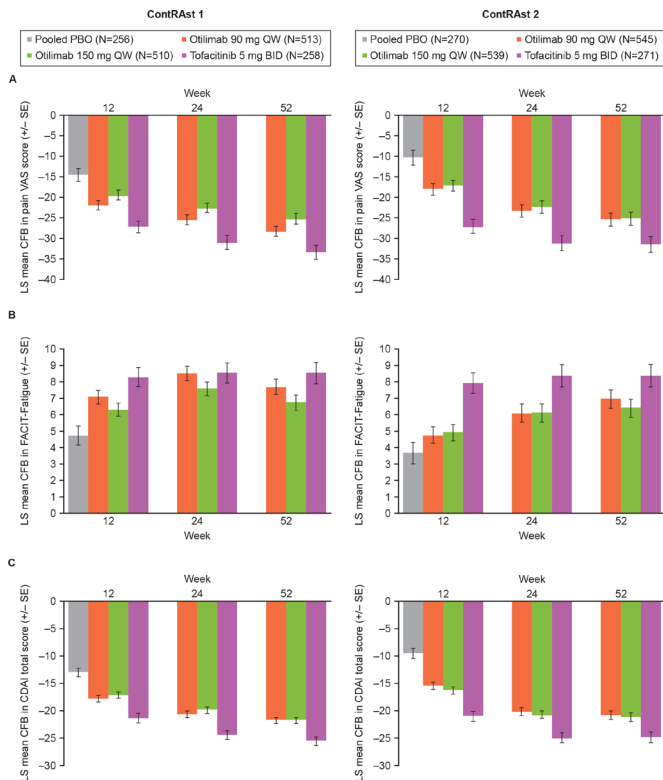 ContRAst 1
Pooled PBO (N=256) Otilimab 90 mg QW (N=513)
Otilimab 150 mg QW (N=510) Tofacitinib 5 mg BID (N=258)
ContRAst 2
Pooled PBO (N=270) Otilimab 90 mg QW (N=545)
Otilimab 150 mg QW (N=539) Tofacitinib 5 mg BID (N=271)
A
Week
12 24 52
LS mean CFB in pain VAS score (+/– SE)
0
−5
−10
−15
−20
−25
−30
−35
−40
Week
12 24 52
LS mean CFB in pain VAS score (+/– SE)
0
−5
−10
−15
−20
−25
−30
−35
−40
B
LS mean CFB in FACIT-Fatigue (+/– SE)
10
9
8
7
6
5
4
3
2
1
0
12 24 52
Week
LS mean CFB in FACIT-Fatigue (+/– SE)
10
9
8
7
6
5
4
3
2
1
0
12 24 52
Week
C
Week
12 24 52
LS mean CFB in CDAI total score (+/– SE)
0
−5
−10
−15
−20
−25
−30
Week
12 24 52
LS mean CFB in CDAI total score (+/– SE)
0
−5
−10
−15
−20
−25
−30